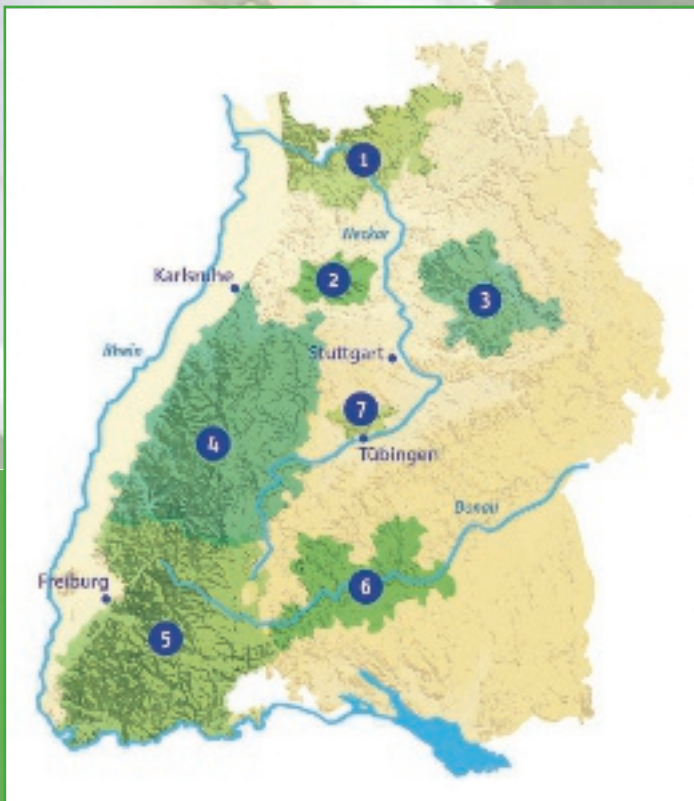 1
Neckar
2
Karlsruhe
3
Rhein
Stuttgart
7
4
Tübingen
Donau
Freiburg
6
5